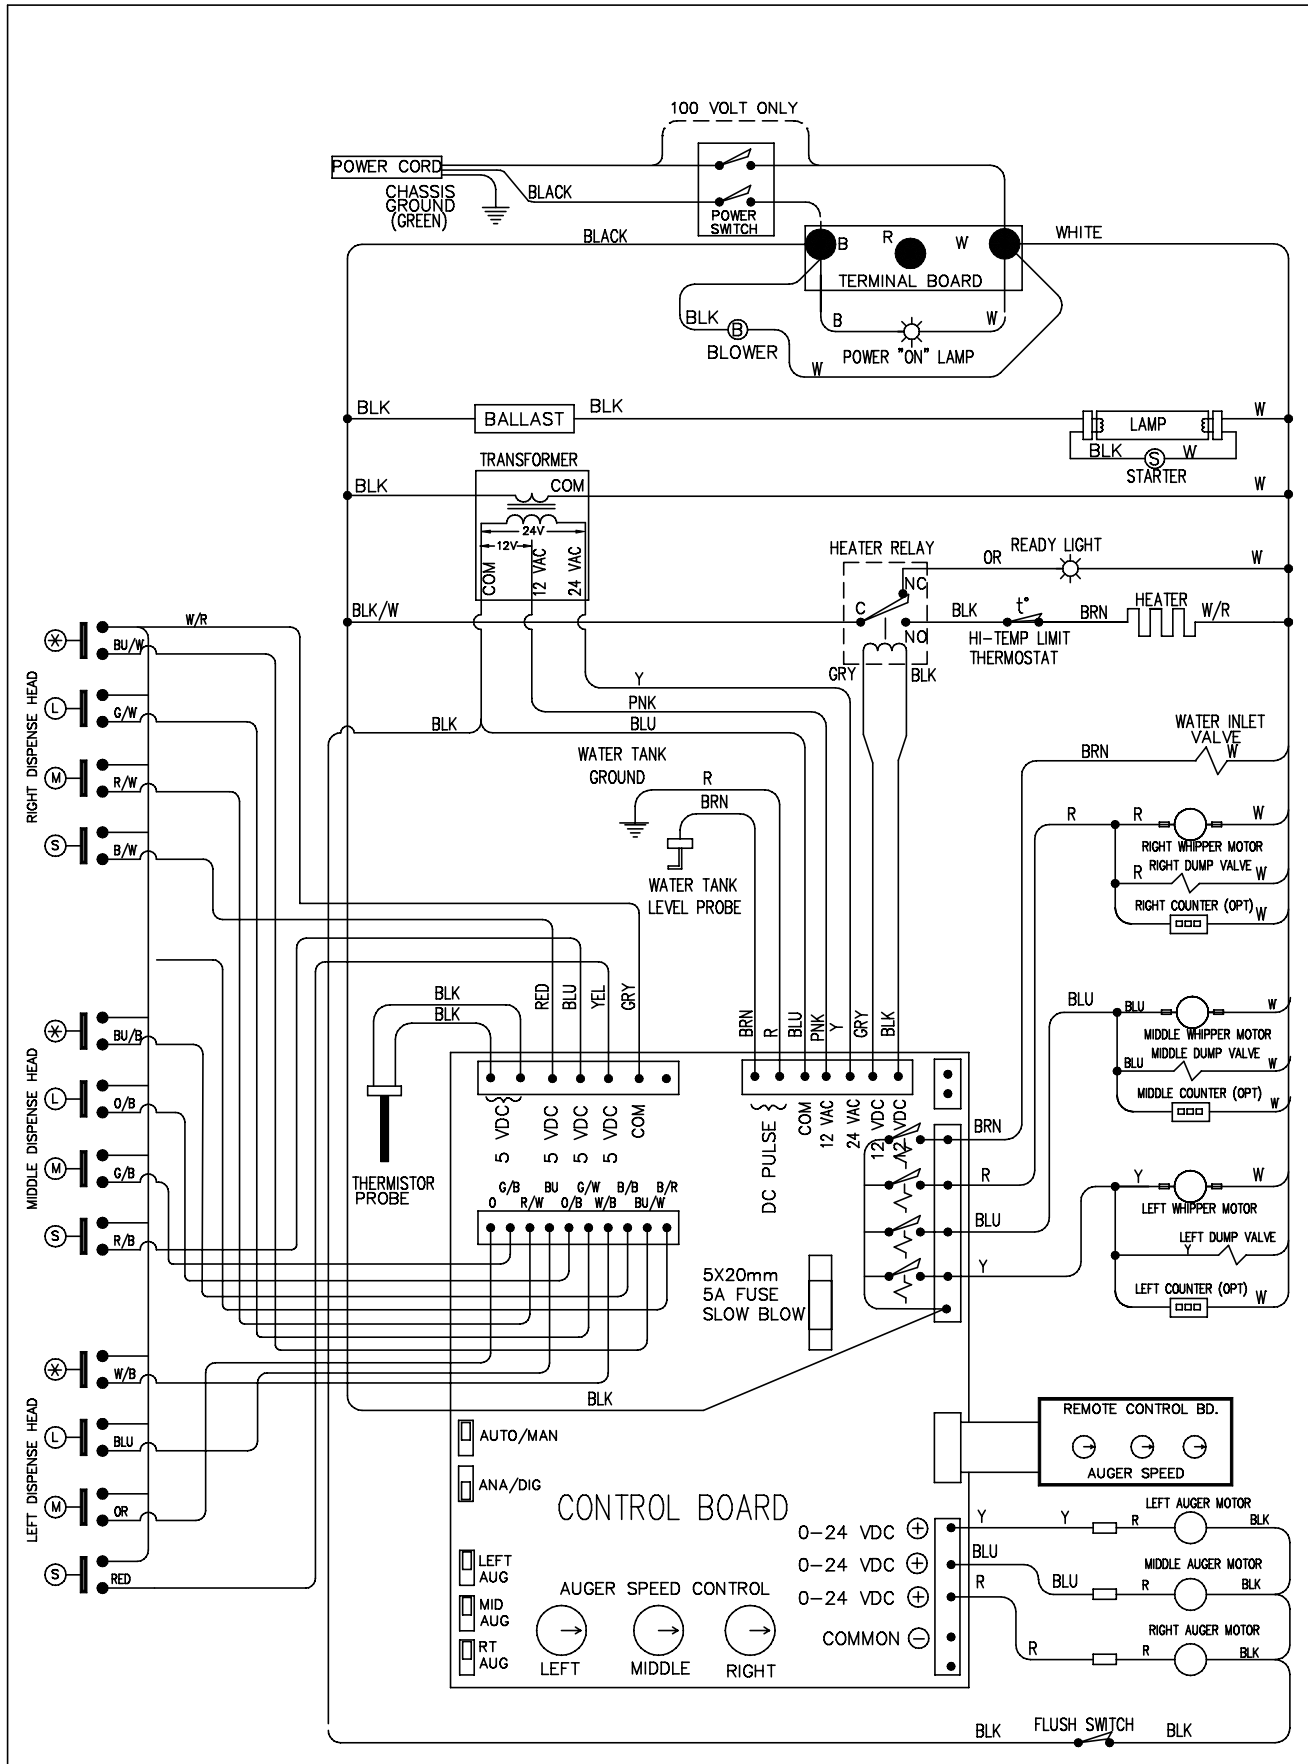 100 VOLT ONLY
POWER CORD
CHASSIS
GROUND
(GREEN)
BLACK
POWER
SWITCH
BLACK
B
R
W
WHITE
TERMINAL BOARD
BLK
B
BLOWER
B
W
POWER "ON" LAMP
W
BLK
BALLAST
BLK
LAMP
W
BLK
S
W
STARTER
TRANSFORMER
BLK
COM
W
24V
12V
COM
12 VAC
24 VAC
HEATER RELAY
OR
READY LIGHT
W
NC
BLK/W
C
NO
BLK
t°
BRN
HEATER
W/R
HI-TEMP LIMIT
THERMOSTAT
GRY
BLK
Y
PNK
BLK
BLU
WATER TANK
GROUND
R
BRN
WATER TANK
LEVEL PROBE
WATER INLET
VALVE
BRN
W
R
R
W
RIGHT WHIPPER MOTOR
RIGHT DUMP VALVE
R
W
RIGHT COUNTER (OPT)
W
RIGHT DISPENSE HEAD
W/R
BU/W
L
G/W
M
R/W
S
B/W
BLU
BLU
W
MIDDLE WHIPPER MOTOR
MIDDLE DUMP VALVE
BLU
W
MIDDLE COUNTER (OPT)
W
MIDDLE DISPENSE HEAD
BU/B
L
O/B
M
G/B
S
R/B
BLK
BLK
RED
BLU
YEL
GRY
THERMISTOR
PROBE
5 VDC
5 VDC
5 VDC
5 VDC
COM
BRN
R
BLU
PNK
Y
GRY
BLK
DC PULSE
COM
12 VAC
24 VAC
12 VDC
12 VDC
G/B
BU
G/W
B/B
B/R
O
R/W
O/B
W/B
BU/W
BRN
R
BLU
Y
Y
W
LEFT WHIPPER MOTOR
LEFT DUMP VALVE
Y
LEFT COUNTER (OPT)
W
5X20mm
5A FUSE
SLOW BLOW
LEFT DISPENSE HEAD
W/B
L
BLU
M
OR
S
RED
BLK
AUTO/MAN
ANA/DIG
CONTROL BOARD
LEFT
AUG
MID
AUG
RT
AUG
AUGER SPEED CONTROL
LEFT
MIDDLE
RIGHT
REMOTE CONTROL BD.
AUGER SPEED
0-24 VDC +
0-24 VDC +
0-24 VDC +
COMMON -
LEFT AUGER MOTOR
Y
Y
R
BLK
MIDDLE AUGER MOTOR
BLU
BLU
R
BLK
RIGHT AUGER MOTOR
R
R
R
BLK
BLK
FLUSH SWITCH
BLK